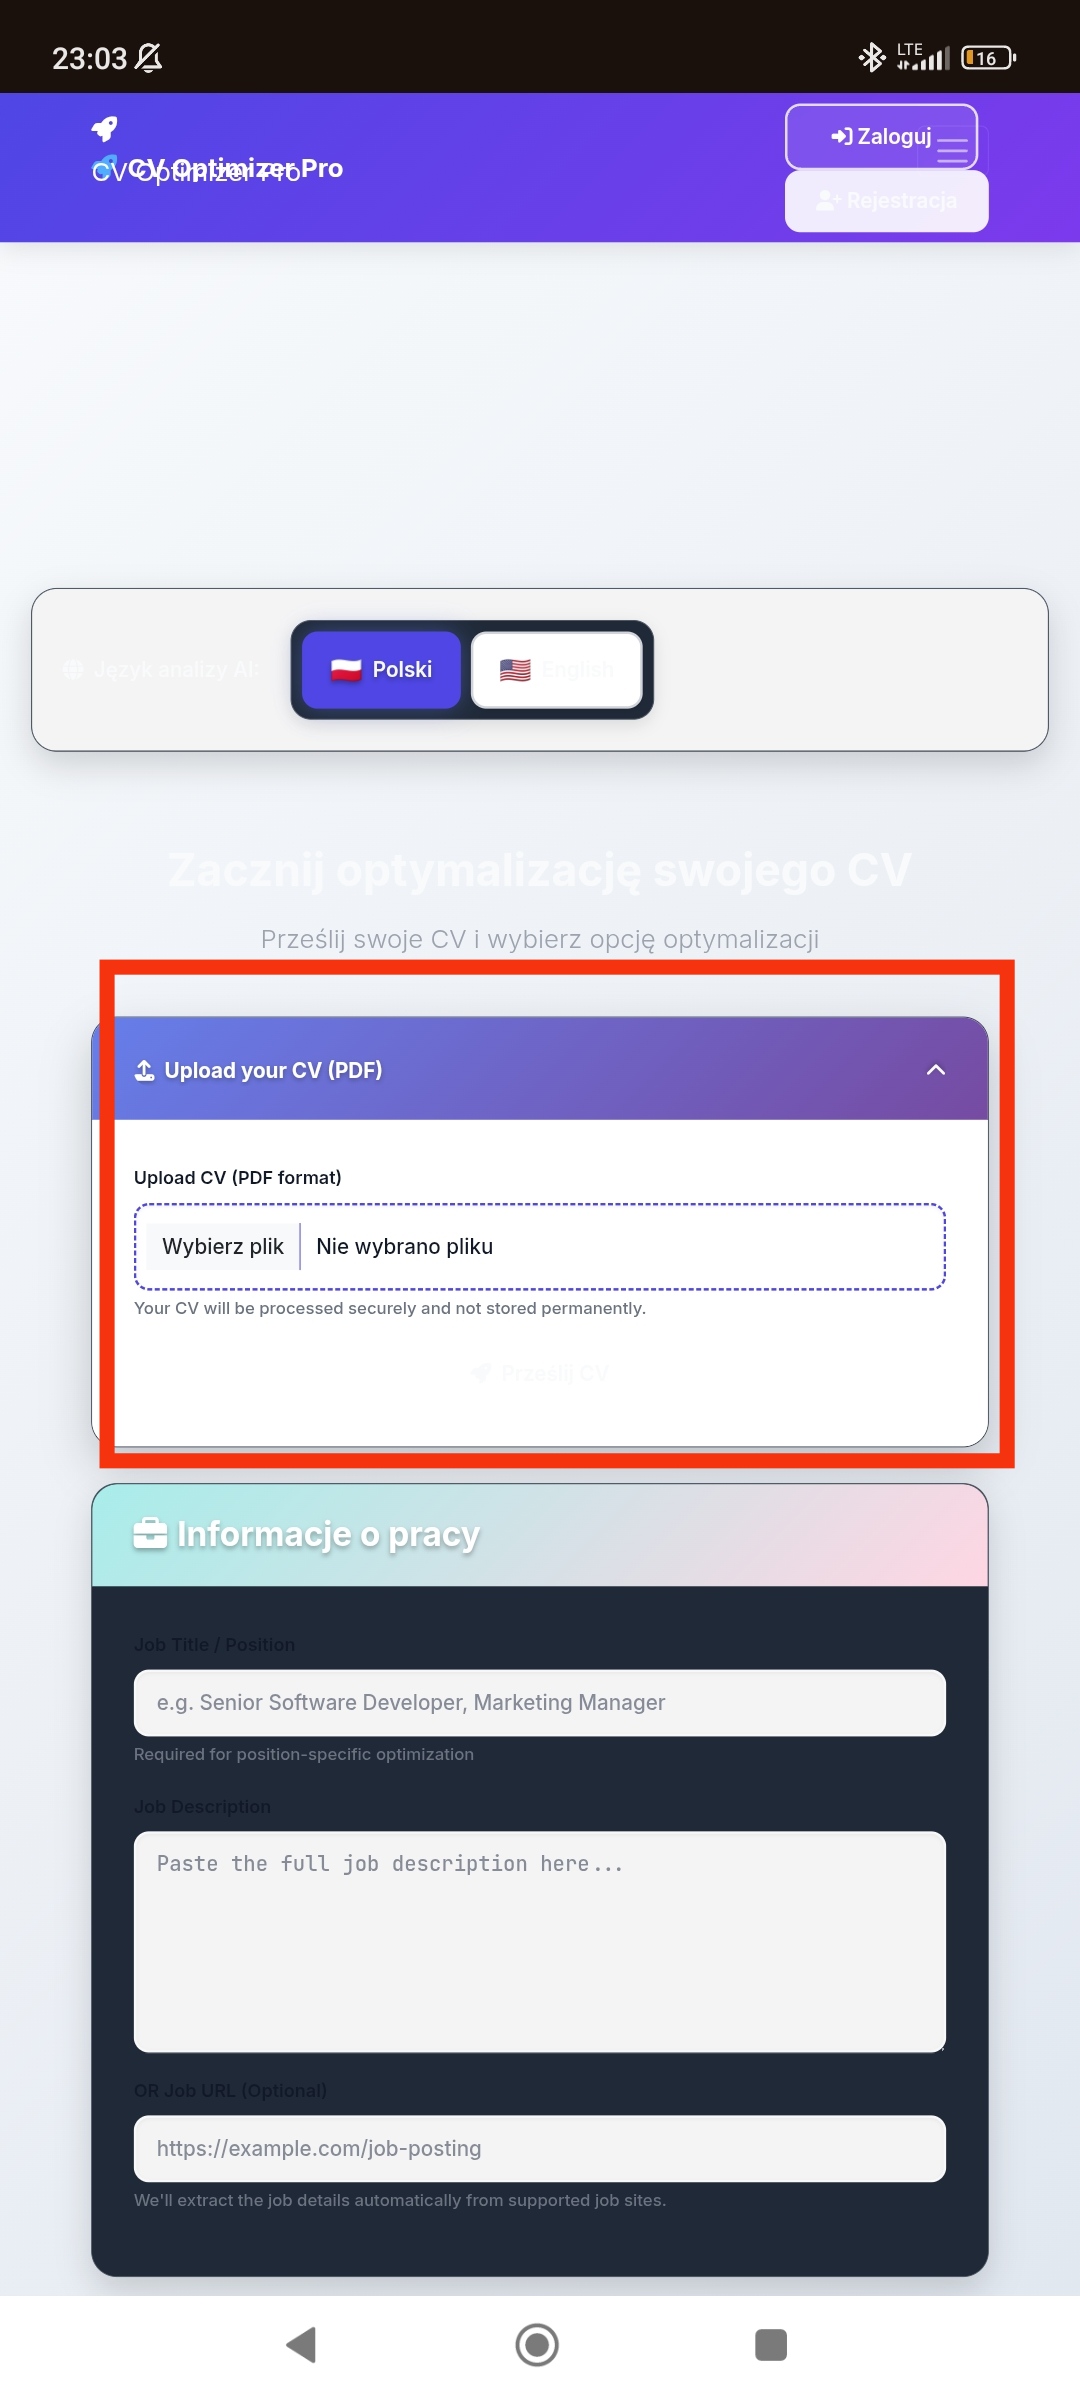 23:03
LTE
16
CV Optimizer Pro
CV Optimizer Pro
Zaloguj
Rejestracja
Język analizy AI:
Polski
English
Zacznij optymalizację swojego CV
Prześlij swoje CV i wybierz opcję optymalizacji
Upload your CV (PDF)
Upload CV (PDF format)
Wybierz plik
Nie wybrano pliku
Your CV will be processed securely and not stored permanently.
Prześlij CV
Informacje o pracy
Job Title / Position
e.g. Senior Software Developer, Marketing Manager
Required for position-specific optimization
Job Description
Paste the full job description here...
OR Job URL (Optional)
https://example.com/job-posting
We'll extract the job details automatically from supported job sites.